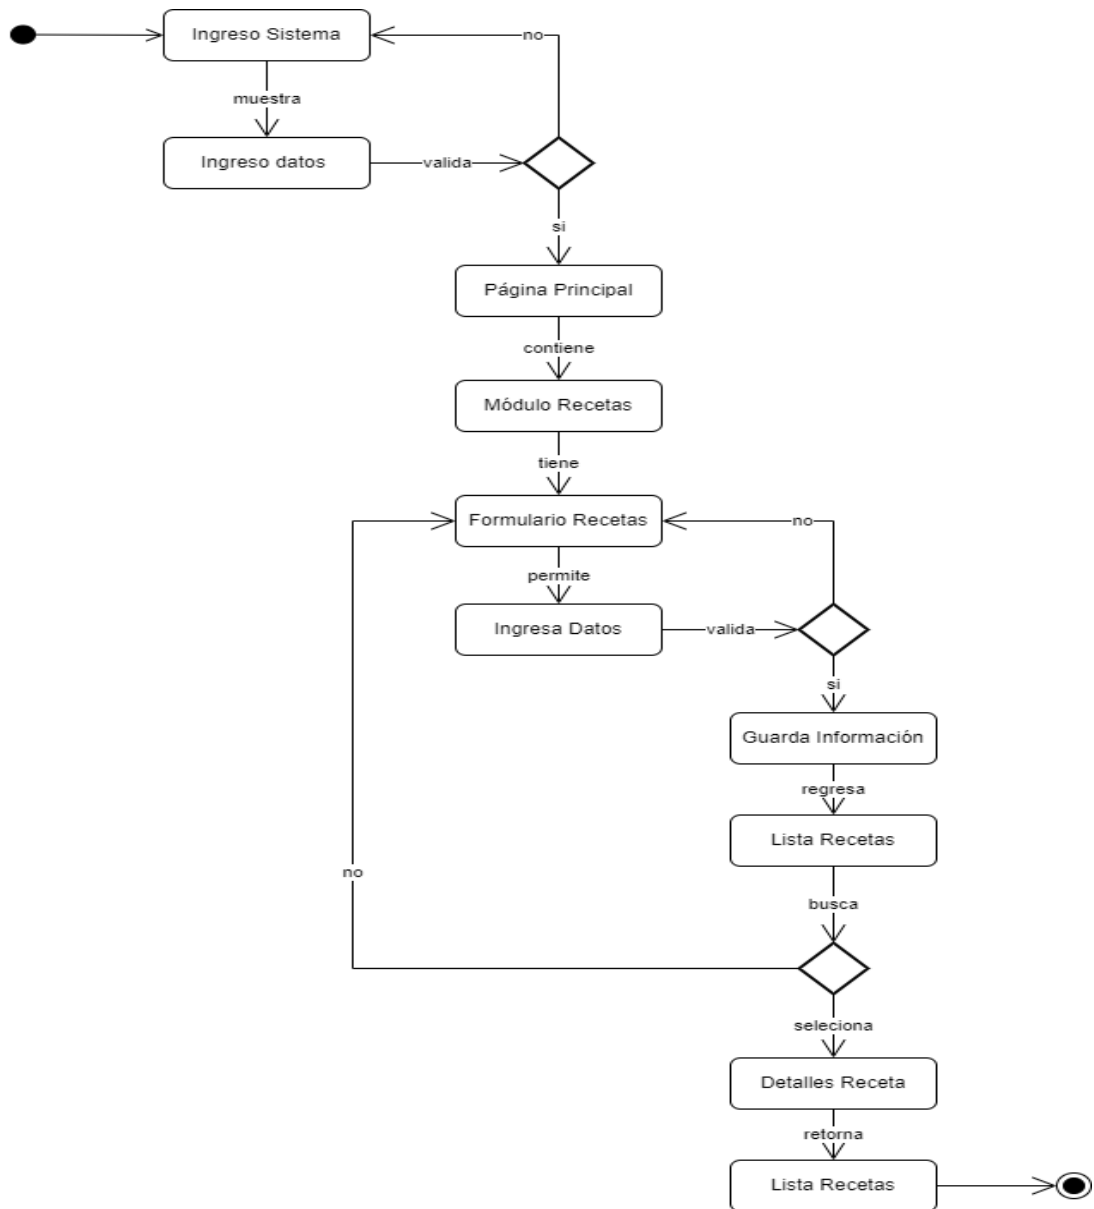 Ingreso Sistema
no
muestra
Ingreso datos
valida
si
Página Principal
contiene
Módulo Recetas
tiene
Formulario Recetas
no
permite
Ingresa Datos
valida
si
Guarda Información
regresa
Lista Recetas
no
busca
seleciona
Detalles Receta
retorna
Lista Recetas